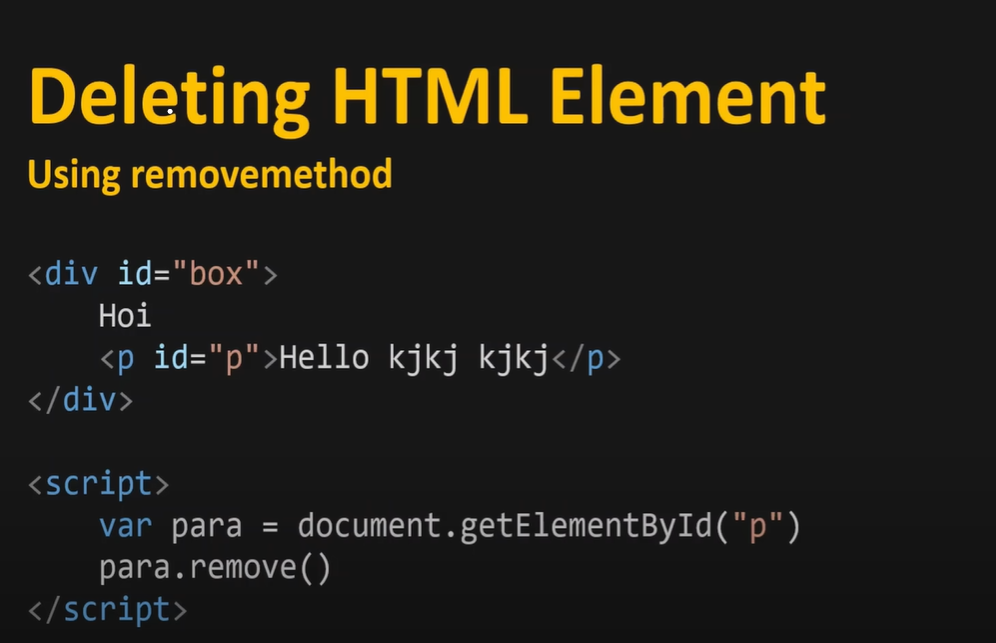 Deleting HTML Element
Using removemethod
<div id="box">
    Hoi
    <p id="p">Hello kjkj kjkj</p>
</div>
<script>
    var para = document.getElementById("p")
    para.remove()
</script>